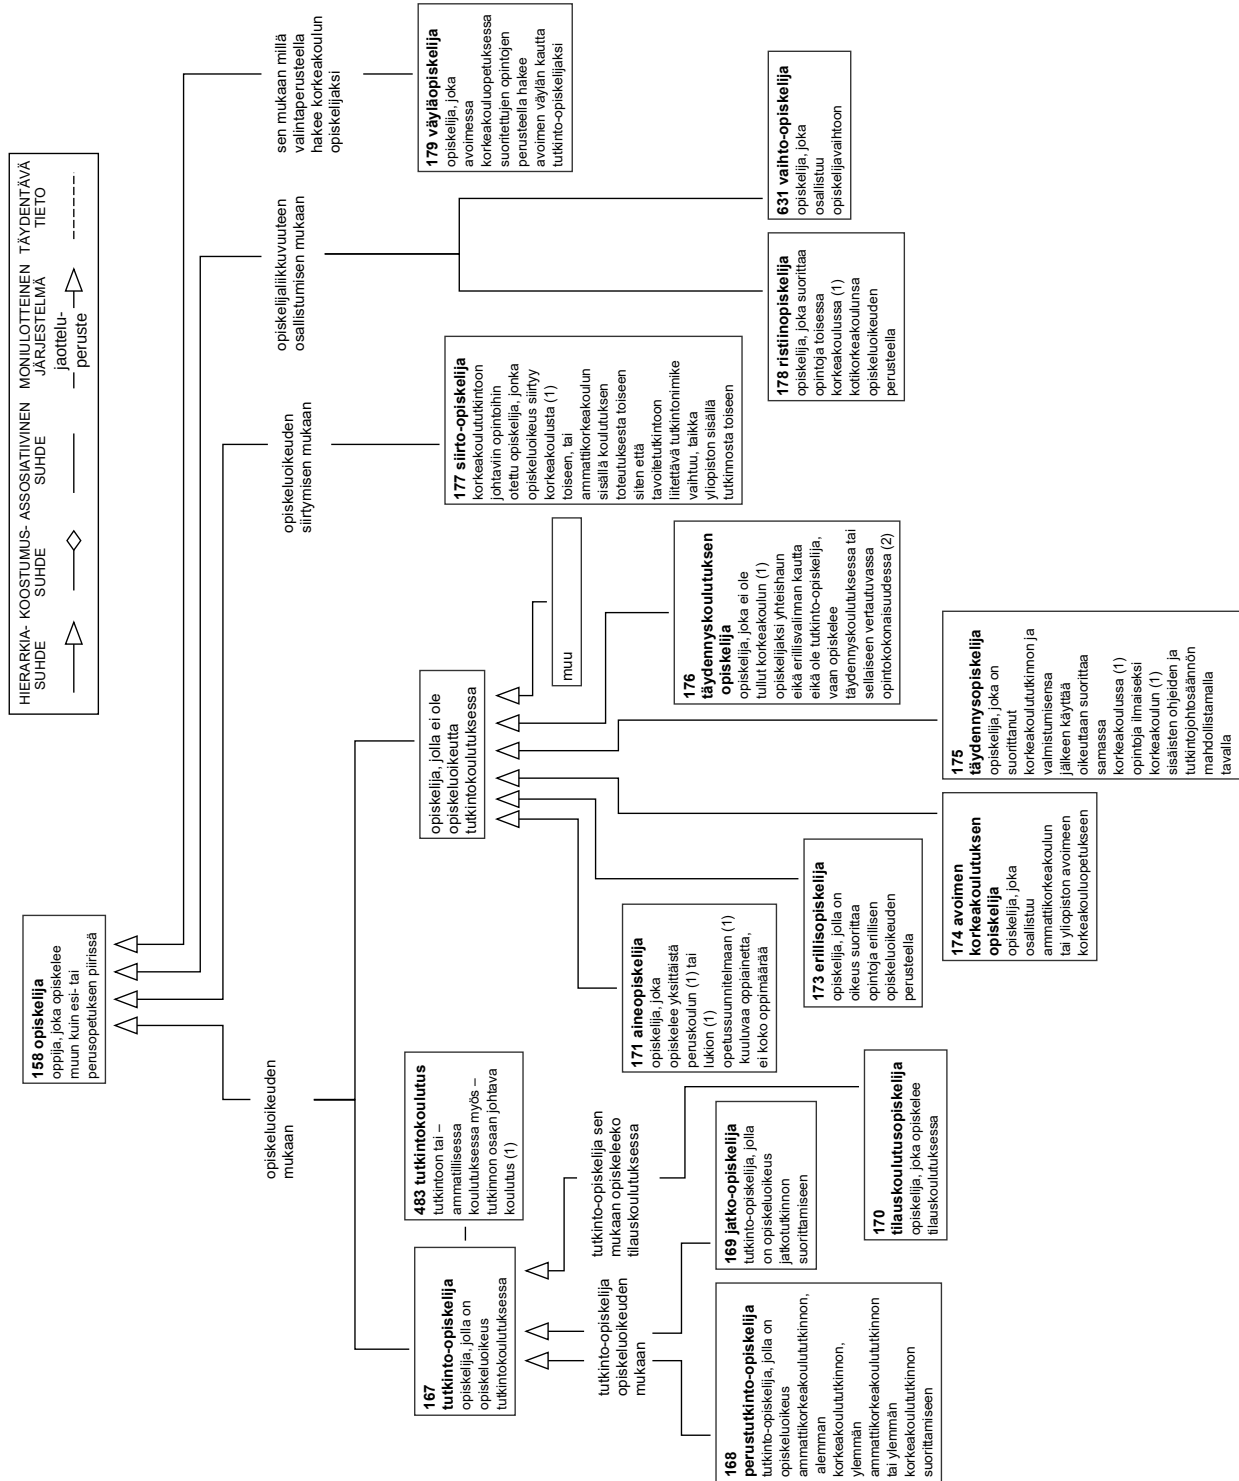 HIERARKIA- KOOSTUMUS- ASSOSIATIIVINEN MONIULOTTEINEN TÄYDENTÄVÄ
SUHDE SUHDE SUHDE JÄRJESTELMÄ TIETO
jaottelu-
peruste
158 opiskelija
oppija, joka opiskelee
muun kuin esi- tai
perusopetuksen piirissä
opiskeluoikeuden
mukaan
opiskeluoikeuden
siirtymisen mukaan
opiskelijaliikkuvuuteen
osallistumisen mukaan
sen mukaan millä
valintaperusteella
hakee korkeakoulun
opiskelijaksi
167
tutkinto-opiskelija
opiskelija, jolla on
opiskeluoikeus
tutkintokoulutuksessa
483 tutkintokoulutus
tutkintoon tai –
ammatillisessa
koulutuksessa myös –
tutkinnon osaan johtava
koulutus (1)
opiskelija, jolla ei ole
opiskeluoikeutta
tutkintokoulutuksessa
177 siirto-opiskelija
korkeakoulututkintoon
johtaviin opintoihin
otettu opiskelija, jonka
opiskeluoikeus siirtyy
korkeakoulusta (1)
toiseen, tai
ammattikorkeakoulun
sisällä koulutuksen
toteutuksesta toiseen
siten että
tavoitetutkintoon
liitettävä tutkintonimike
vaihtuu, taikka
yliopiston sisällä
tutkinnosta toiseen
179 väyläopiskelija
opiskelija, joka
avoimessa
korkeakouluopetuksessa
suoritettujen opintojen
perusteella hakee
avoimen väylän kautta
tutkinto-opiskelijaksi
tutkinto-opiskelija
opiskeluoikeuden
mukaan
tutkinto-opiskelija sen
mukaan opiskeleeko
tilauskoulutuksessa
muu
168
perustutkinto-opiskelija
tutkinto-opiskelija, jolla on
opiskeluoikeus
ammattikorkeakoulututkinnon,
alemman
korkeakoulututkinnon,
ylemmän
ammattikorkeakoulututkinnon
tai ylemmän
korkeakoulututkinnon
suorittamiseen
169 jatko-opiskelija
tutkinto-opiskelija, jolla
on opiskeluoikeus
jatkotutkinnon
suorittamiseen
170
tilauskoulutusopiskelija
opiskelija, joka opiskelee
tilauskoulutuksessa
171 aineopiskelija
opiskelija, joka
opiskelee yksittäistä
peruskoulun (1) tai
lukion (1)
opetussuunnitelmaan (1)
kuuluvaa oppiainetta,
ei koko oppimäärää
173 erillisopiskelija
opiskelija, jolla on
oikeus suorittaa
opintoja erillisen
opiskeluoikeuden
perusteella
174 avoimen
korkeakoulutuksen
opiskelija
opiskelija, joka
osallistuu
ammattikorkeakoulun
tai yliopiston avoimeen
korkeakouluopetukseen
175
täydennysopiskelija
opiskelija, joka on
suorittanut
korkeakoulututkinnon ja
valmistumisensa
jälkeen käyttää
oikeuttaan suorittaa
samassa
korkeakoulussa (1)
opintoja ilmaiseksi
korkeakoulun (1)
sisäisten ohjeiden ja
tutkintojohtosäännön
mahdollistamalla
tavalla
176
täydennyskoulutuksen
opiskelija
opiskelija, joka ei ole
tullut korkeakoulun (1)
opiskelijaksi yhteishaun
eikä erillisvalinnan kautta
eikä ole tutkinto-opiskelija,
vaan opiskelee
täydennyskoulutuksessa tai
sellaiseen vertautuvassa
opintokokonaisuudessa (2)
178 ristiinopiskelija
opiskelija, joka suorittaa
opintoja toisessa
korkeakoulussa (1)
kotikorkeakoulunsa
opiskeluoikeuden
perusteella
631 vaihto-opiskelija
opiskelija, joka
osallistuu
opiskelijavaihtoon